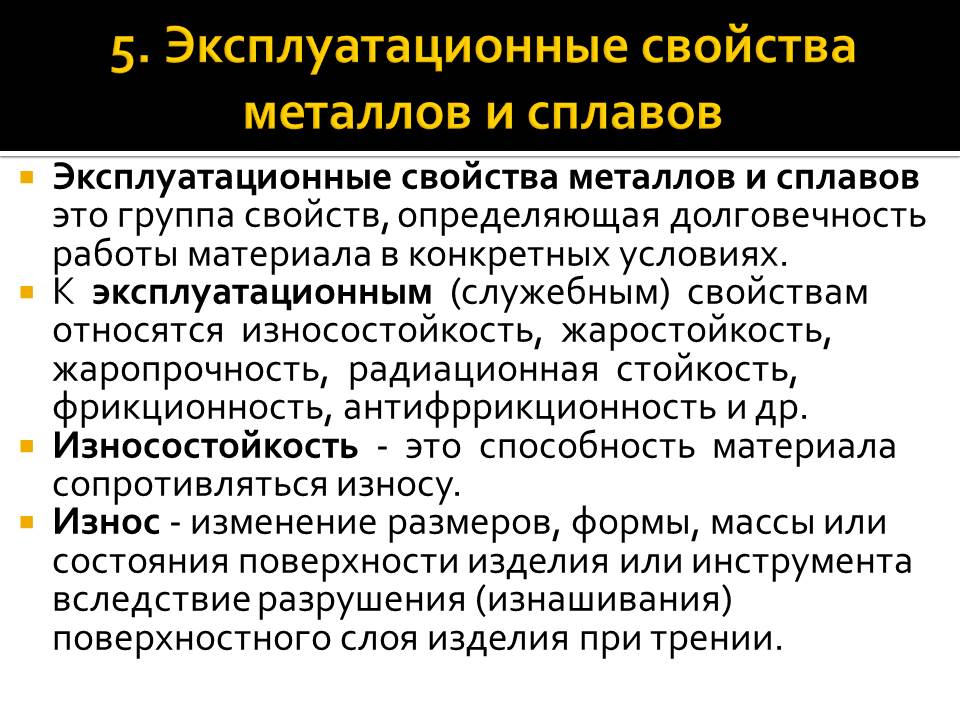 5. Эксплуатационные свойства
металлов и сплавов
Эксплуатационные свойства металлов и сплавов
это группа свойств, определяющая долговечность
работы материала в конкретных условиях.
К эксплуатационным (служебным) свойствам
относятся износостойкость, жаростойкость,
жаропрочность, радиационная стойкость,
фрикционность, антифррикционность и др.
Износостойкость - это способность материала
сопротивляться износу.
Износ - изменение размеров, формы, массы или
состояния поверхности изделия или инструмента
вследствие разрушения (изнашивания)
поверхностного слоя изделия при трении.